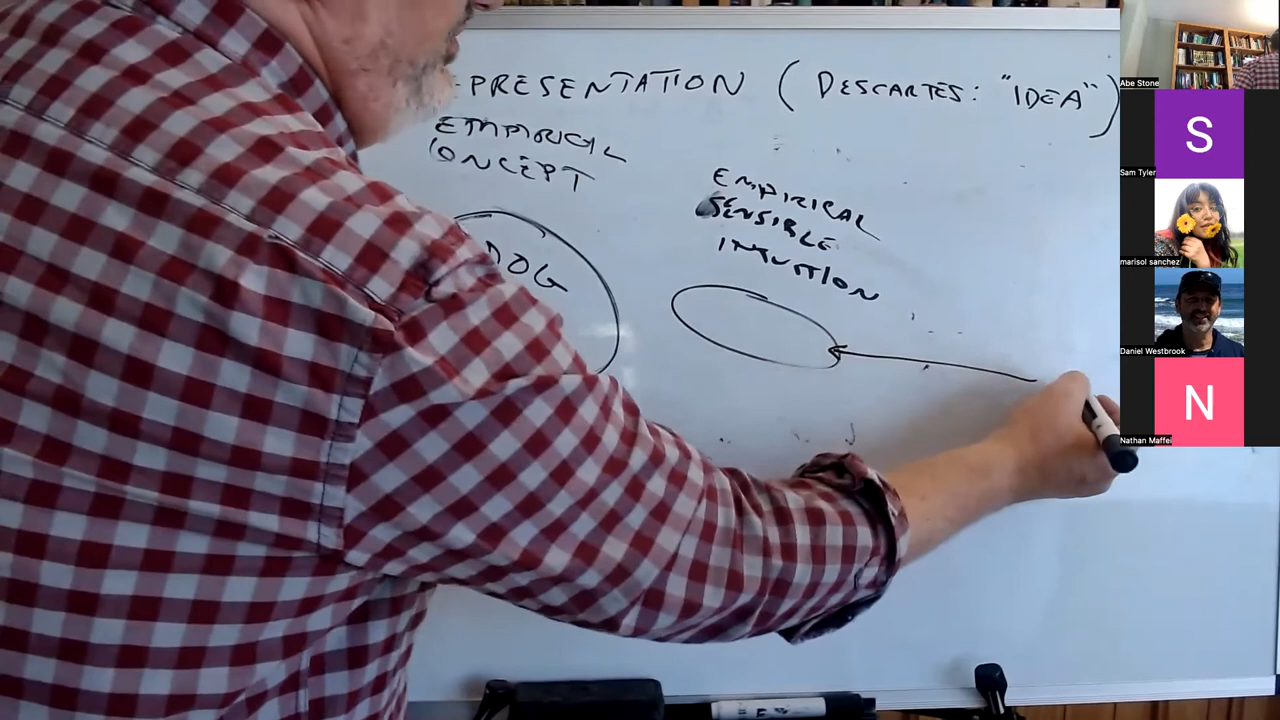 PRESENTATION (DESCARTES: "IDEA")
EMPIRICAL
CONCEPT
DOG
EMPIRICAL
SENSIBLE
INTUITION
Abe Stone
S
Sam Tyler
marisol sanchez
Daniel Westbrook
N
Nathan Maffei